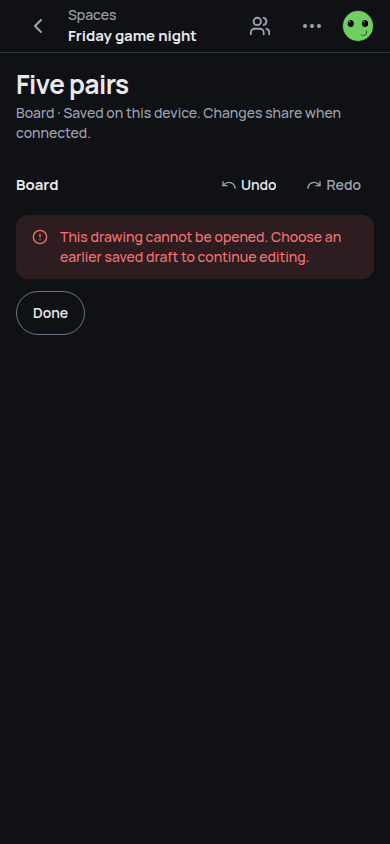 Spaces
Friday game night
Five pairs
Board · Saved on this device. Changes share when
connected.
Board
Undo
Redo
This drawing cannot be opened. Choose an
earlier saved draft to continue editing.
Done